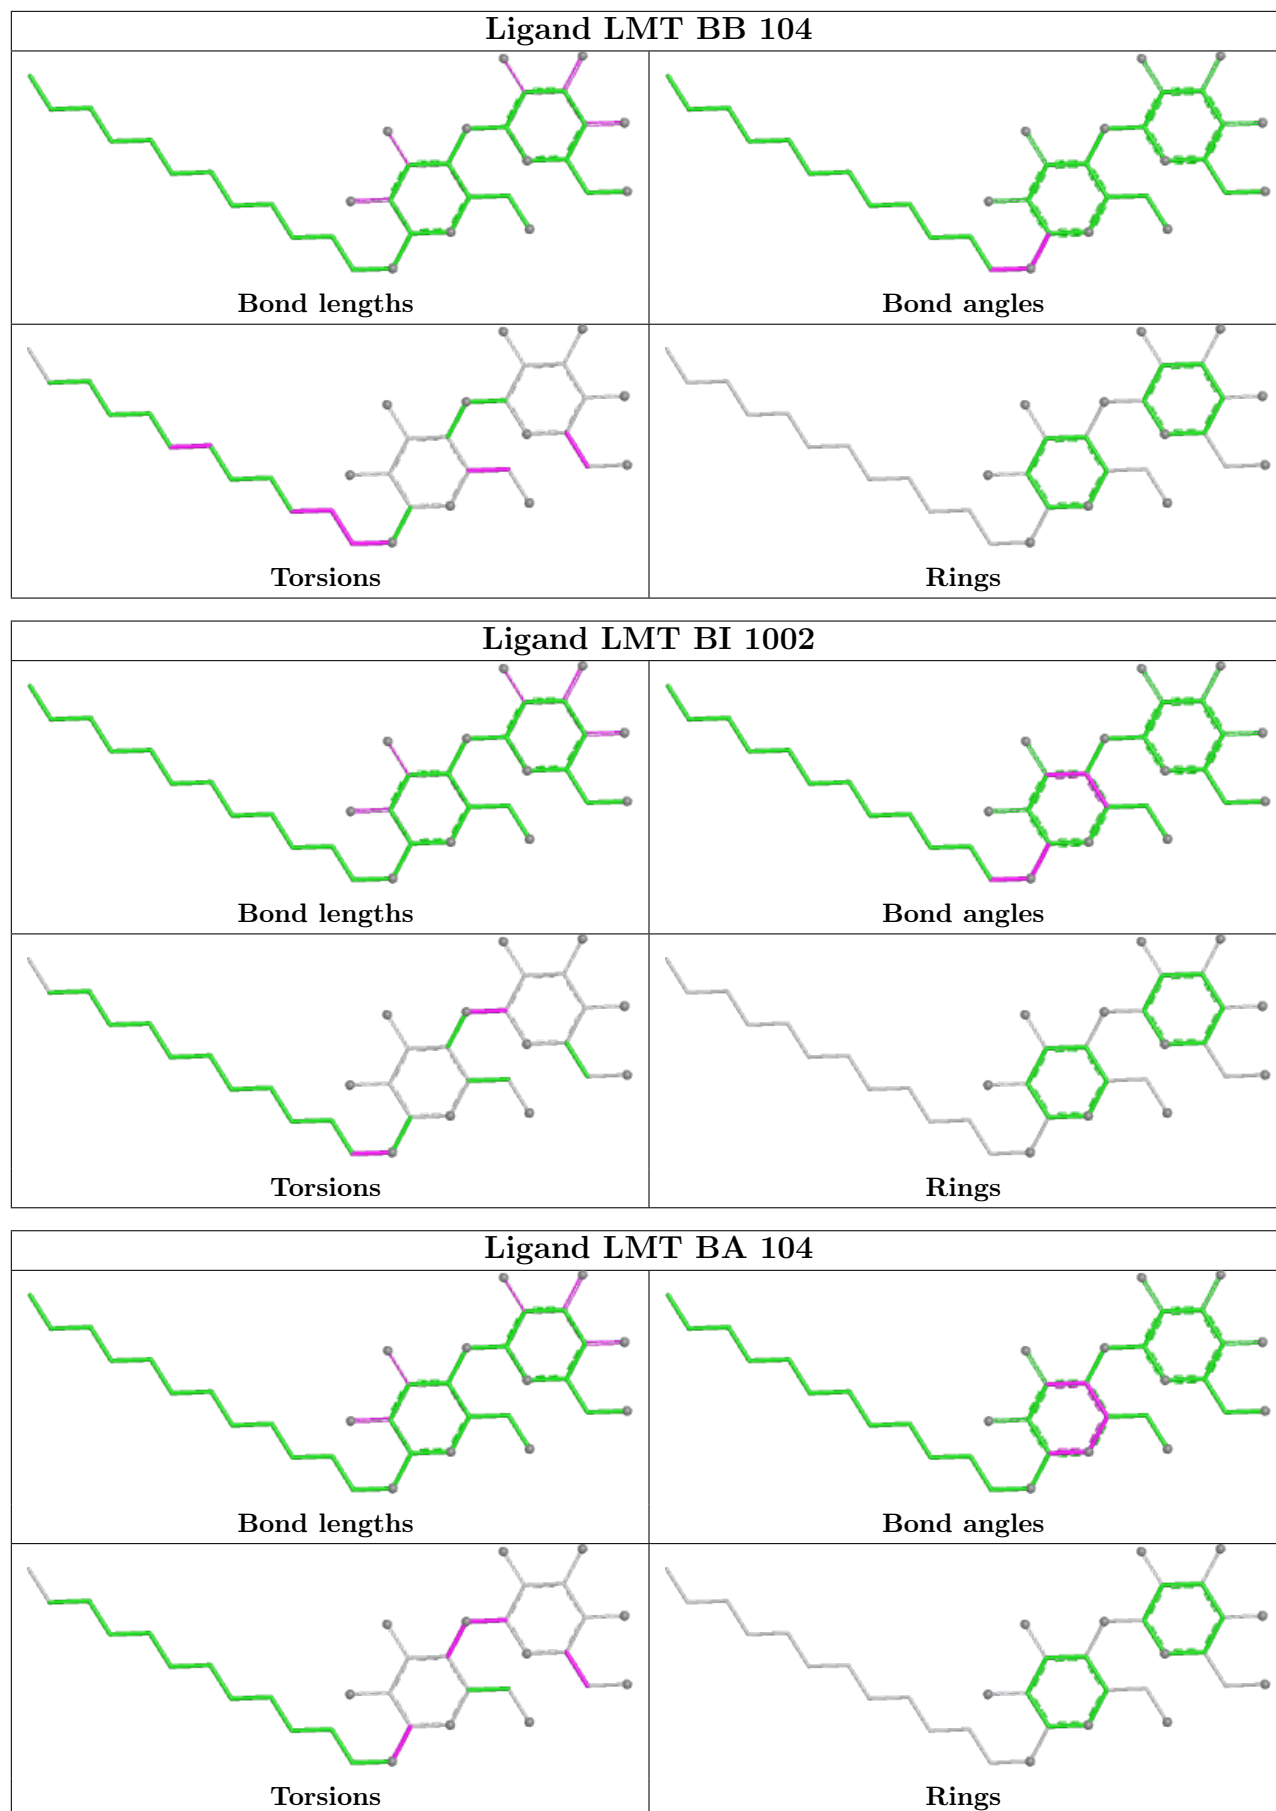 Ligand LMT BB 104
Bond lengths
Bond angles
Torsions
Rings
Ligand LMT BI 1002
Bond lengths
Bond angles
Torsions
Rings
Ligand LMT BA 104
Bond lengths
Bond angles
Torsions
Rings